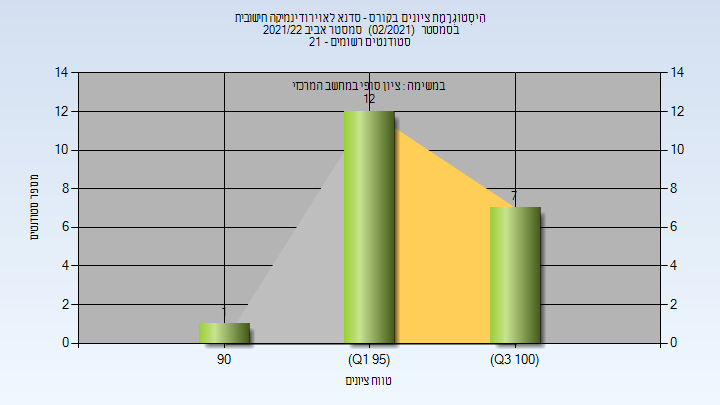 היסטוגרמת ציונים בקורס - סדנא לאוירודינמיקה חישובית
בסמסטר (02/2021) סמסטר אביב 2021/22
סטודנטים רשומים - 21
במשימה : ציון סופי במחשב המרכזי
14
12
10
8
6
4
2
0
14
12
10
8
6
4
2
0
1
12
7
90
(Q1 95)
(Q3 100)
מספר סטודנטים
טווח ציונים